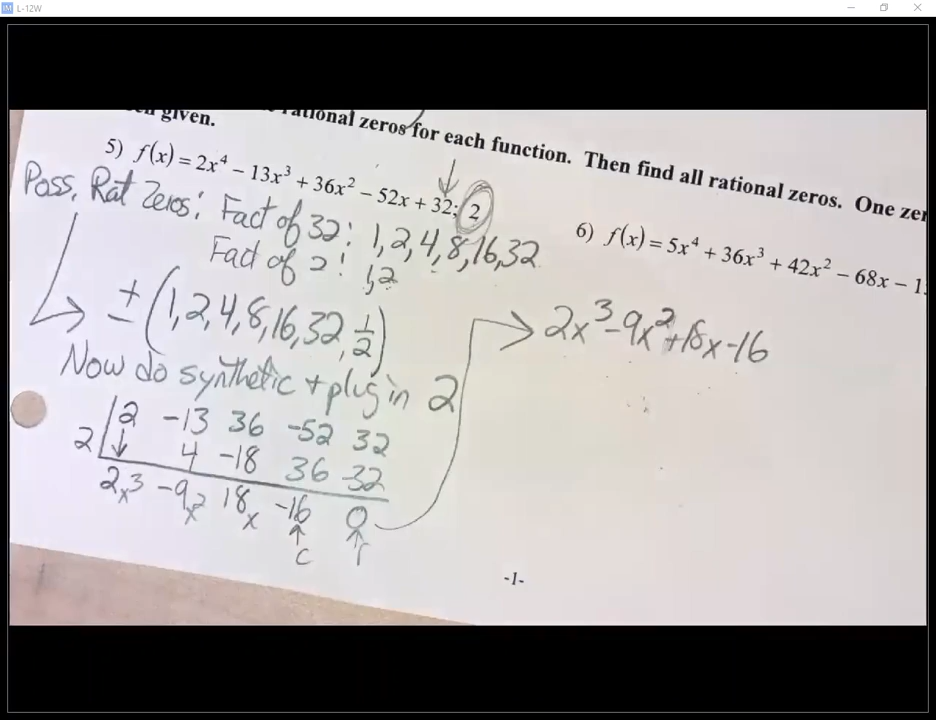 L-12W
rational zeros for each function. Then find all rational zeros. One
given.
5) f(x) = 2x⁴ − 13x³ + 36x² − 52x + 32; 2
6) f(x) = 5x⁴ + 36x³ + 42x² − 68x − 1
Poss. Rat Zeros: Fact of 32: 1,2,4,8,16,32
Fact of 2: 1,2
± (1,2,4,8,16,32,1/2)
2x³-9x²+18x-16
Now do synthetic + plug in 2
2 -13 36 -52 32
2 ↓ 4 -18 36 32
2x³ -9x² 18x -16 0
↑ ↑
C r
-1-